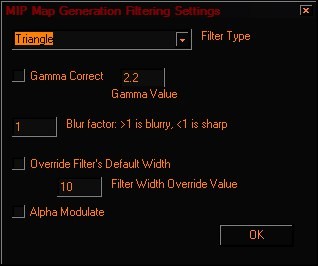 MIP Map Generation Filtering Settings
Triangle Filter Type
Gamma Correct 2.2
Gamma Value
1 Blur factor: >1 is blurry, <1 is sharp
Override Filter's Default Width
10 Filter Width Override Value
Alpha Modulate
OK